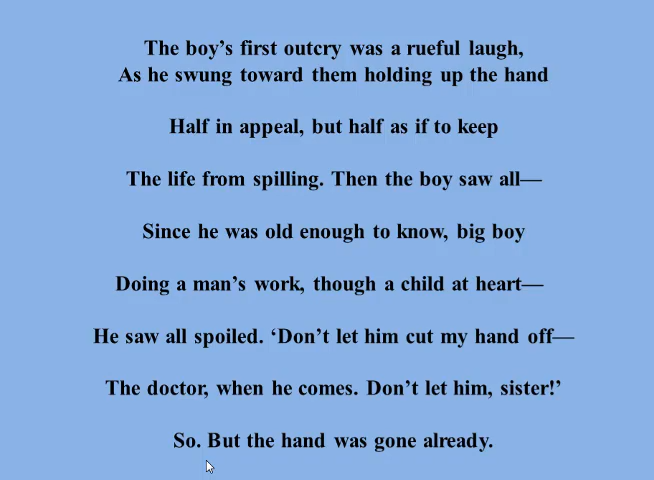 The boy’s first outcry was a rueful laugh,
As he swung toward them holding up the hand
Half in appeal, but half as if to keep
The life from spilling. Then the boy saw all—
Since he was old enough to know, big boy
Doing a man’s work, though a child at heart—
He saw all spoiled. ‘Don’t let him cut my hand off—
The doctor, when he comes. Don’t let him, sister!’
So. But the hand was gone already.